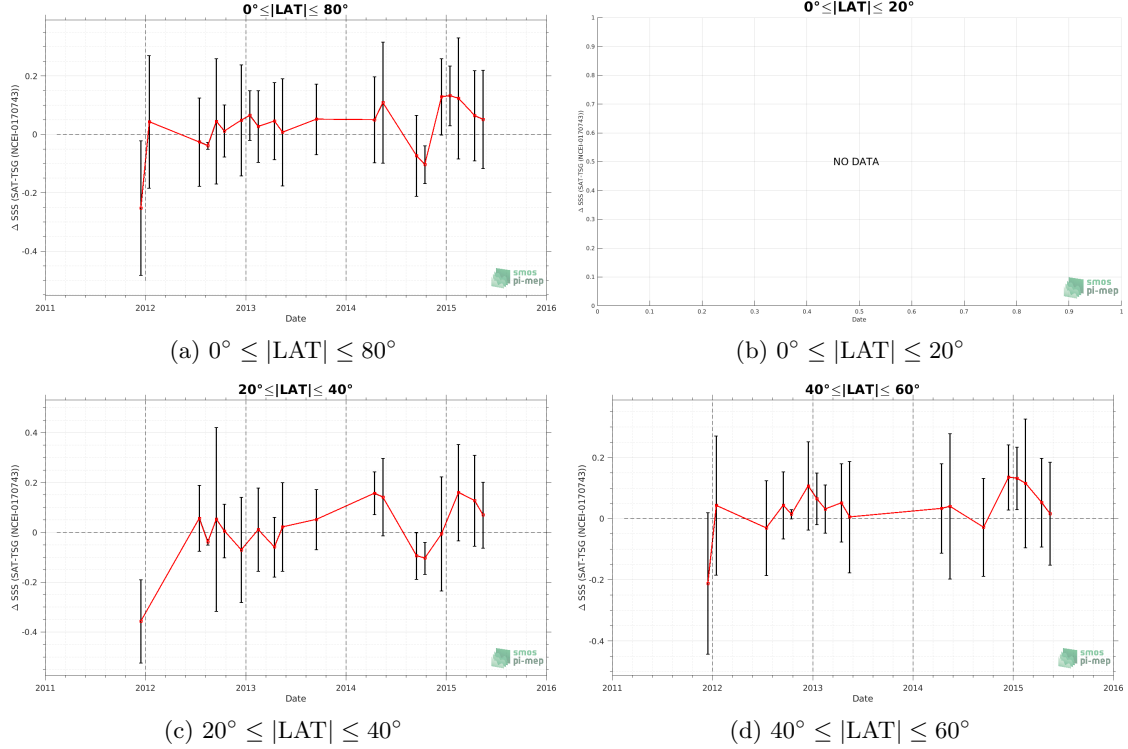 0°≤|LAT|≤ 80°
Δ SSS (SAT-TSG (NCEI-0170743))
0.2
0
-0.2
-0.4
2011 2012 2013 2014 2015 2016
Date
smos
pi-mep
(a) 0° ≤ |LAT| ≤ 80°
0°≤|LAT|≤ 20°
Δ SSS (SAT-TSG (NCEI-0170743))
1
0.9
0.8
0.7
0.6
0.5
0.4
0.3
0.2
0.1
0
NO DATA
0 0.1 0.2 0.3 0.4 0.5 0.6 0.7 0.8 0.9 1
Date
smos
pi-mep
(b) 0° ≤ |LAT| ≤ 20°
20°≤|LAT|≤ 40°
Δ SSS (SAT-TSG (NCEI-0170743))
0.4
0.2
0
-0.2
-0.4
2011 2012 2013 2014 2015 2016
Date
smos
pi-mep
(c) 20° ≤ |LAT| ≤ 40°
40°≤|LAT|≤ 60°
Δ SSS (SAT-TSG (NCEI-0170743))
0.2
0
-0.2
-0.4
2011 2012 2013 2014 2015 2016
Date
smos
pi-mep
(d) 40° ≤ |LAT| ≤ 60°